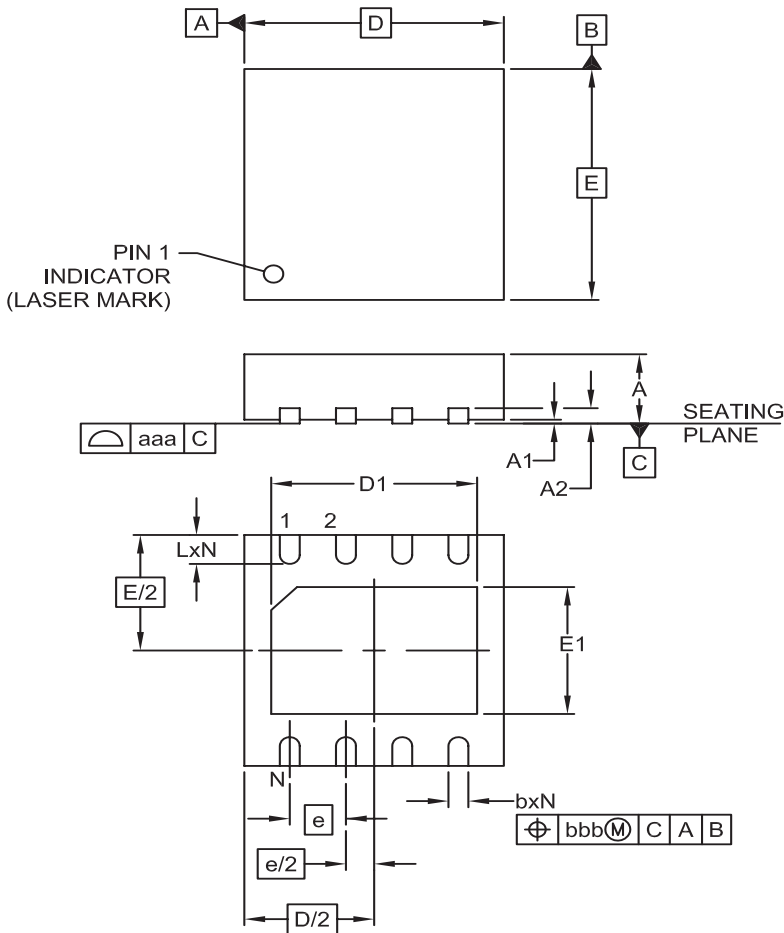 A
D
B
E
PIN 1
INDICATOR
(LASER MARK)
A
SEATING
PLANE
aaa C
A1
C
A2
D1
1 2
LxN
E/2
E1
N
bxN
e
bbbⓂ C A B
e/2
D/2